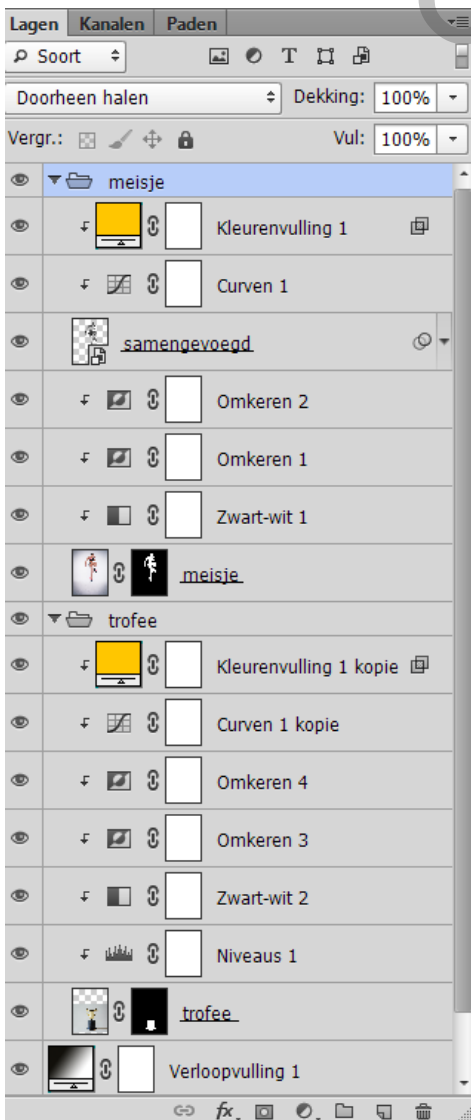 Lagen Kanalen Paden
Soort
Doorheen halen Dekking: 100%
Vergr.: Vul: 100%
meisje
Kleurenvulling 1
Curven 1
samengevoegd
Omkeren 2
Omkeren 1
Zwart-wit 1
meisje
trofee
Kleurenvulling 1 kopie
Curven 1 kopie
Omkeren 4
Omkeren 3
Zwart-wit 2
Niveaus 1
trofee
Verloopvulling 1
fx